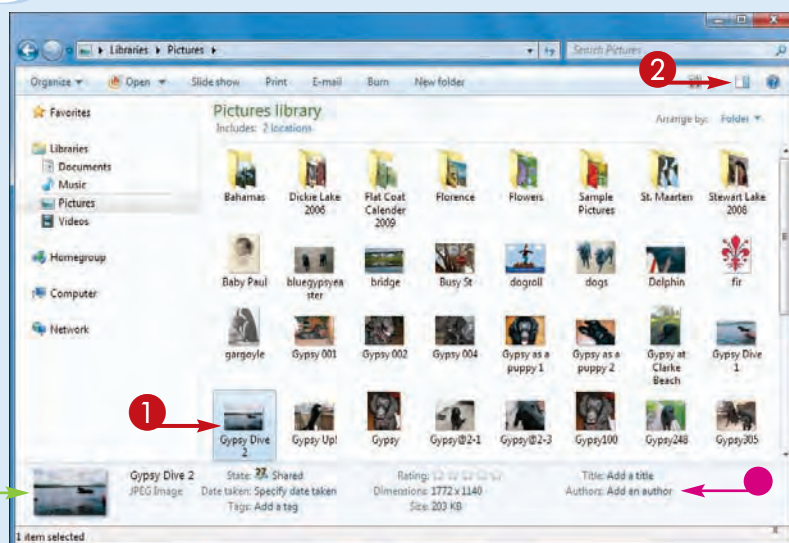 Libraries ▸ Pictures ▸
Search Pictures
2
Organize ▾ Open ▾ Slide show Print E-mail Burn New folder
Favorites
Libraries
Documents
Music
Pictures
Videos
Homegroup
Computer
Network
Pictures library
Includes: 2 locations
Arrange by: Folder ▾
Bahamas
Dickie Lake
2006
Flat Coat
Calender
2009
Florence
Flowers
Sample
Pictures
St. Maarten
Stewart Lake
2008
Baby Paul
bluegypsyea
ster
bridge
Busy St
dogroll
dogs
Dolphin
fir
gargoyle
Gypsy 001
Gypsy 002
Gypsy 004
Gypsy as a
puppy 1
Gypsy as a
puppy 2
Gypsy at
Clarke
Beach
Gypsy Dive
1
1
Gypsy Dive
2
Gypsy Up!
Gypsy
Gypsy@2-1
Gypsy@2-3
Gypsy100
Gypsy248
Gypsy305
Gypsy Dive 2
JPEG Image
State: Shared
Date taken: Specify date taken
Tags: Add a tag
Rating:
Dimensions: 1772 x 1140
Size: 203 KB
Title: Add a title
Authors: Add an author
1 item selected